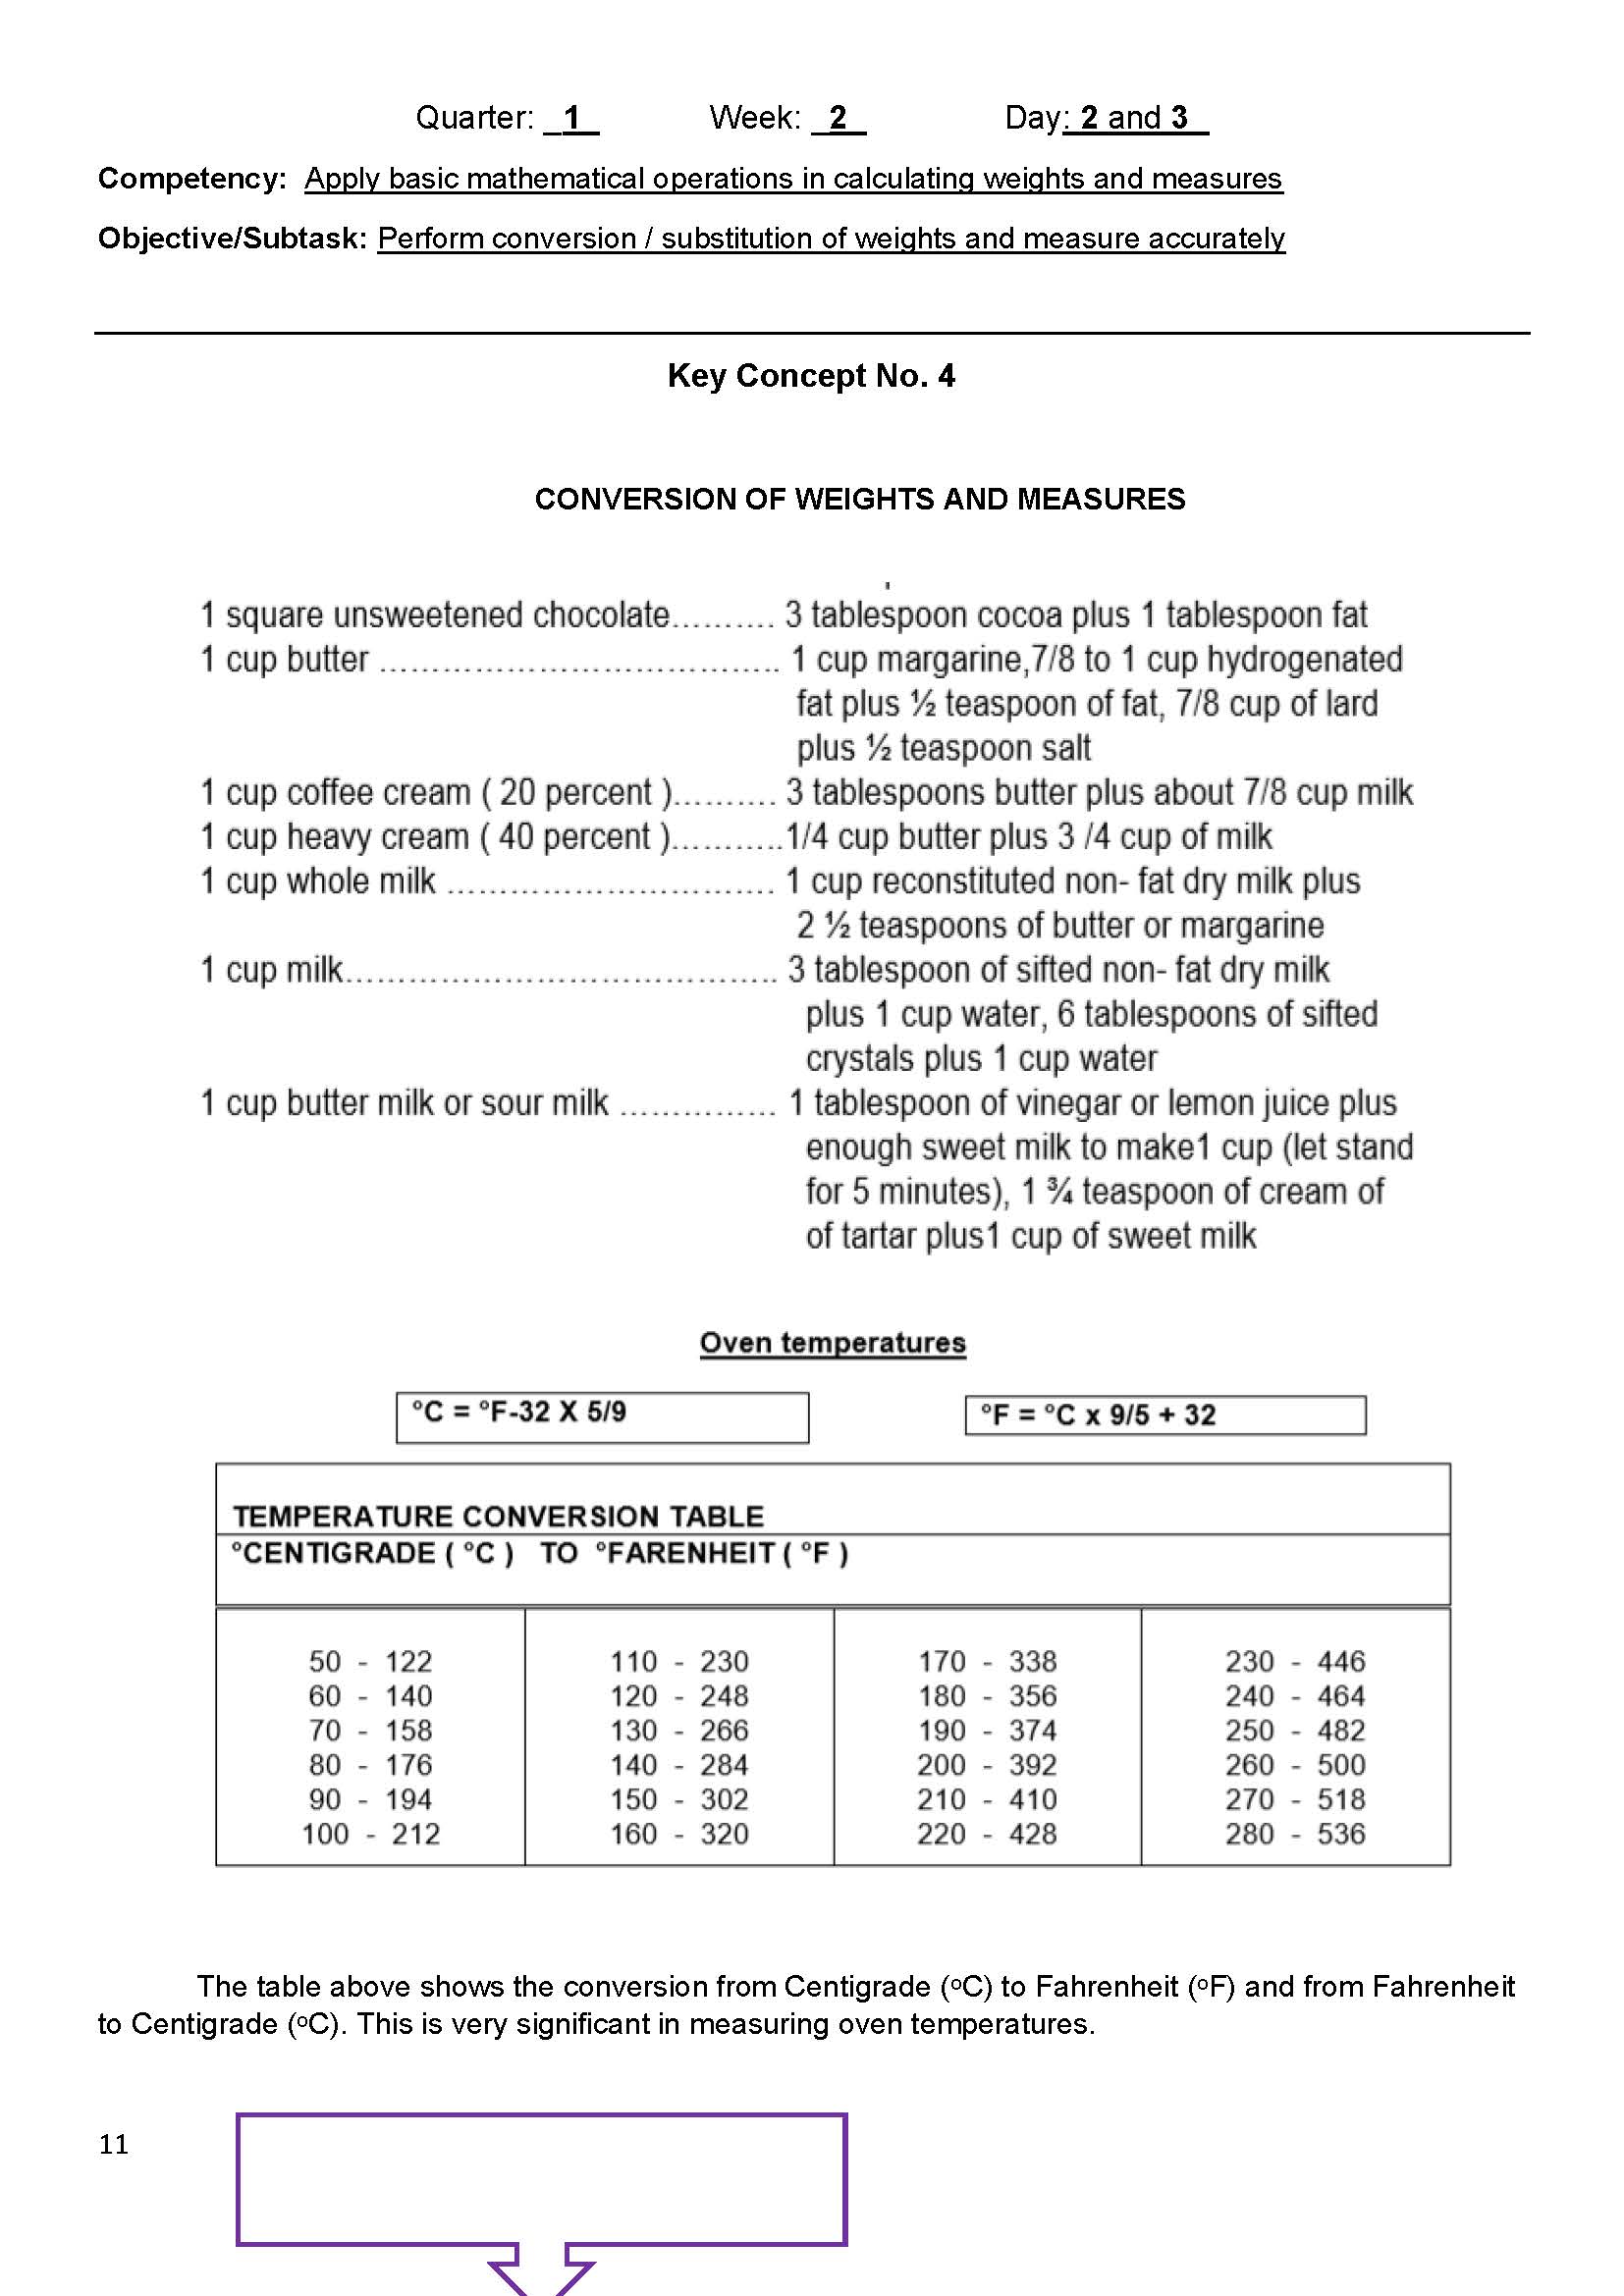 Quarter: _1_ Week: _2_ Day: 2 and 3
Competency: Apply basic mathematical operations in calculating weights and measures
Objective/Subtask: Perform conversion / substitution of weights and measure accurately
Key Concept No. 4
CONVERSION OF WEIGHTS AND MEASURES
1 square unsweetened chocolate.......... 3 tablespoon cocoa plus 1 tablespoon fat
1 cup butter ...................................... 1 cup margarine,7/8 to 1 cup hydrogenated
fat plus ½ teaspoon of fat, 7/8 cup of lard
plus ½ teaspoon salt
1 cup coffee cream ( 20 percent ).......... 3 tablespoons butter plus about 7/8 cup milk
1 cup heavy cream ( 40 percent )...........1/4 cup butter plus 3 /4 cup of milk
1 cup whole milk ............................... 1 cup reconstituted non- fat dry milk plus
2 ½ teaspoons of butter or margarine
1 cup milk......................................... 3 tablespoon of sifted non- fat dry milk
plus 1 cup water, 6 tablespoons of sifted
crystals plus 1 cup water
1 cup butter milk or sour milk ............... 1 tablespoon of vinegar or lemon juice plus
enough sweet milk to make1 cup (let stand
for 5 minutes), 1 ¾ teaspoon of cream of
of tartar plus1 cup of sweet milk
Oven temperatures
°C = °F-32 X 5/9 °F = °C x 9/5 + 32
TEMPERATURE CONVERSION TABLE
°CENTIGRADE ( °C ) TO °FARENHEIT ( °F )
50 - 122 110 - 230 170 - 338 230 - 446
60 - 140 120 - 248 180 - 356 240 - 464
70 - 158 130 - 266 190 - 374 250 - 482
80 - 176 140 - 284 200 - 392 260 - 500
90 - 194 150 - 302 210 - 410 270 - 518
100 - 212 160 - 320 220 - 428 280 - 536
The table above shows the conversion from Centigrade (oC) to Fahrenheit (oF) and from Fahrenheit
to Centigrade (oC). This is very significant in measuring oven temperatures.
11